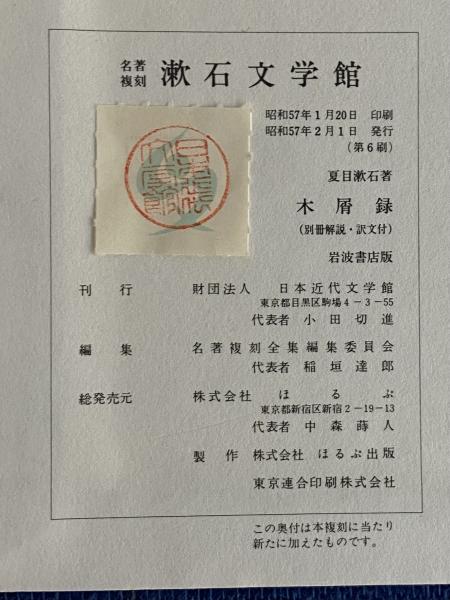 名著
複刻 漱石文学館
昭和57年1月20日 印刷
昭和57年2月1日 発行
(第6刷)
夏目漱石著
木屑録
(別冊解説・訳文付)
岩波書店版
刊行 財団法人 日本近代文学館
東京都目黒区駒場4-3-55
代表者 小田切進
編集 名著複刻全集編集委員会
代表者 稲垣達郎
総発売元 株式会社 ほるぷ
東京都新宿区新宿2-19-13
代表者 中森蒔人
製作 株式会社 ほるぷ出版
東京連合印刷株式会社
この奥付は本複刻に当たり
新たに加えたものです。